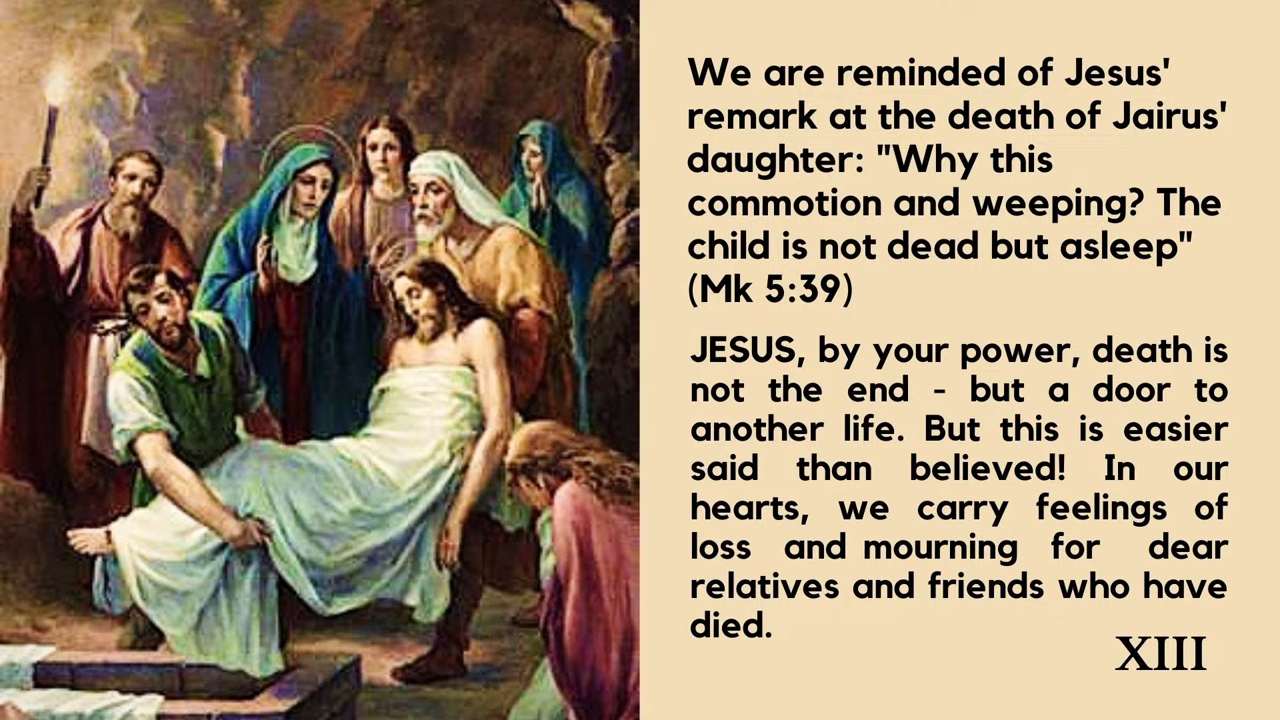 We are reminded of Jesus'
remark at the death of Jairus'
daughter: "Why this
commotion and weeping? The
child is not dead but asleep"
(Mk 5:39)
JESUS, by your power, death is
not the end - but a door to
another life. But this is easier
said than believed! In our
hearts, we carry feelings of
loss and mourning for dear
relatives and friends who have
died.
XIII